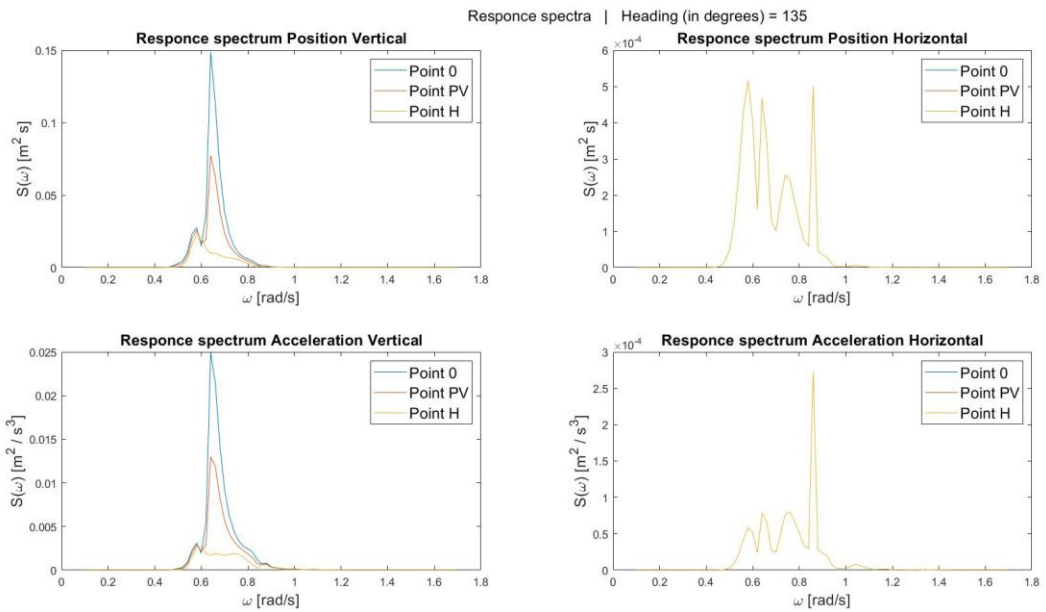 Responce spectra | Heading (in degrees) = 135
Responce spectrum Position Vertical
0.15
0.1
0.05
0
S(ω) [m² s]
Point 0
Point PV
Point H
0 0.2 0.4 0.6 0.8 1 1.2 1.4 1.6 1.8
ω [rad/s]
Responce spectrum Position Horizontal
×10⁻⁴
6
5
4
3
2
1
0
S(ω) [m² s]
Point 0
Point PV
Point H
0 0.2 0.4 0.6 0.8 1 1.2 1.4 1.6 1.8
ω [rad/s]
Responce spectrum Acceleration Vertical
0.025
0.02
0.015
0.01
0.005
0
S(ω) [m² / s³]
Point 0
Point PV
Point H
0 0.2 0.4 0.6 0.8 1 1.2 1.4 1.6 1.8
ω [rad/s]
Responce spectrum Acceleration Horizontal
×10⁻⁴
3
2.5
2
1.5
1
0.5
0
S(ω) [m² / s³]
Point 0
Point PV
Point H
0 0.2 0.4 0.6 0.8 1 1.2 1.4 1.6 1.8
ω [rad/s]